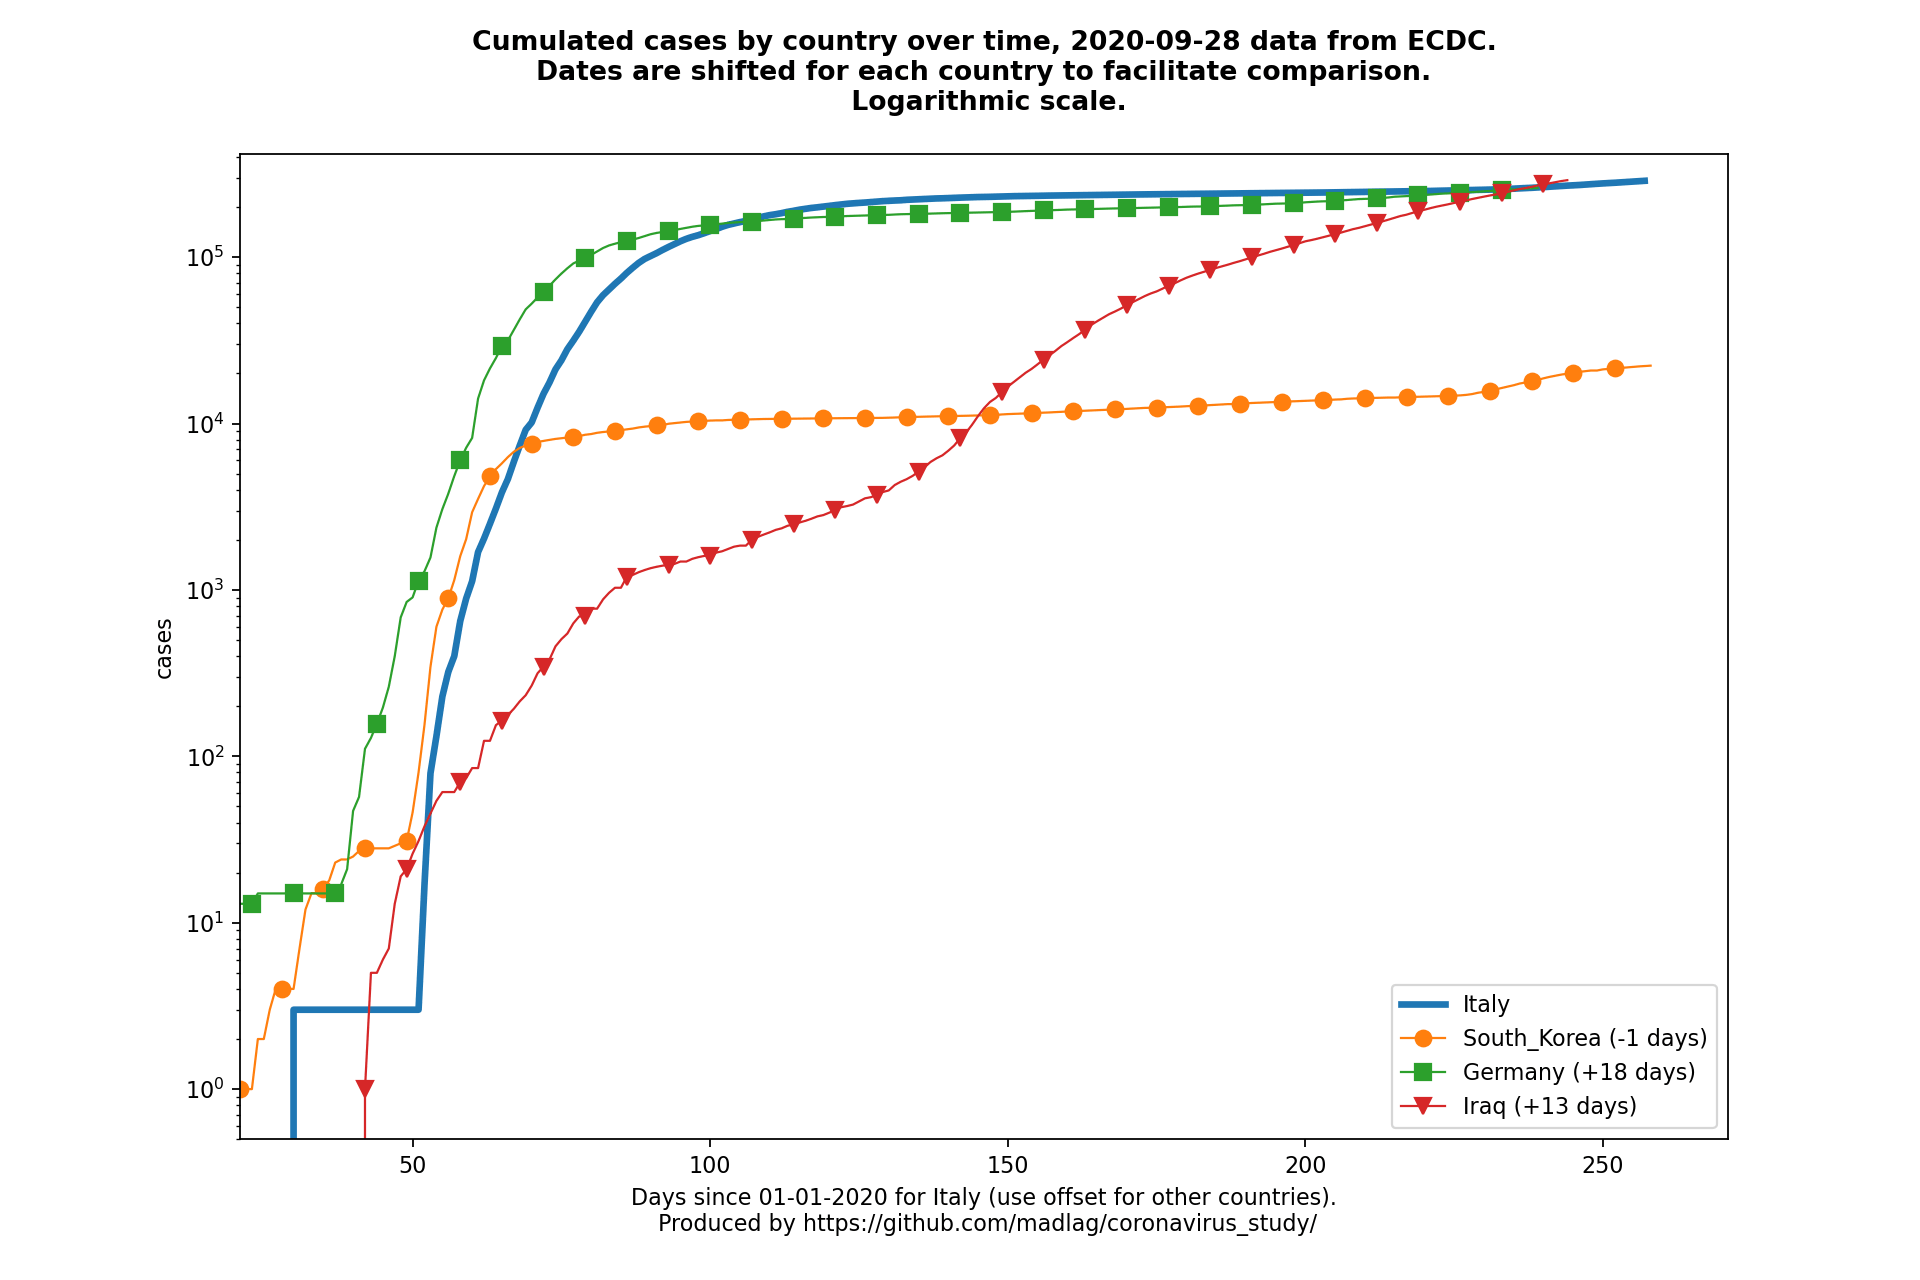 Cumulated cases by country over time, 2020-09-28 data from ECDC.
Dates are shifted for each country to facilitate comparison.
Logarithmic scale.
cases
10^5
10^4
10^3
10^2
10^1
10^0
50
100
150
200
250
Italy
South_Korea (-1 days)
Germany (+18 days)
Iraq (+13 days)
Days since 01-01-2020 for Italy (use offset for other countries).
Produced by https://github.com/madlag/coronavirus_study/